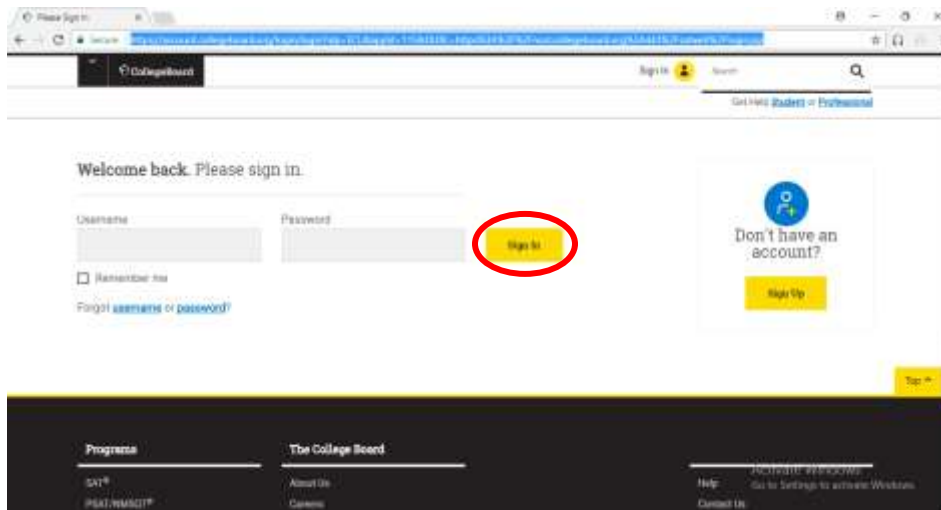 Please Sign In
Secure
CollegeBoard
Sign In
Search
Get Help Student or Professional
Welcome back. Please sign in.
Username
Password
Sign In
Remember me
Forgot username or password?
Don't have an
account?
Sign Up
Top
Programs
The College Board
SAT®
About Us
Help
PSAT/NMSQT®
Careers
Contact Us
Activate Windows
Go to Settings to activate Windows.